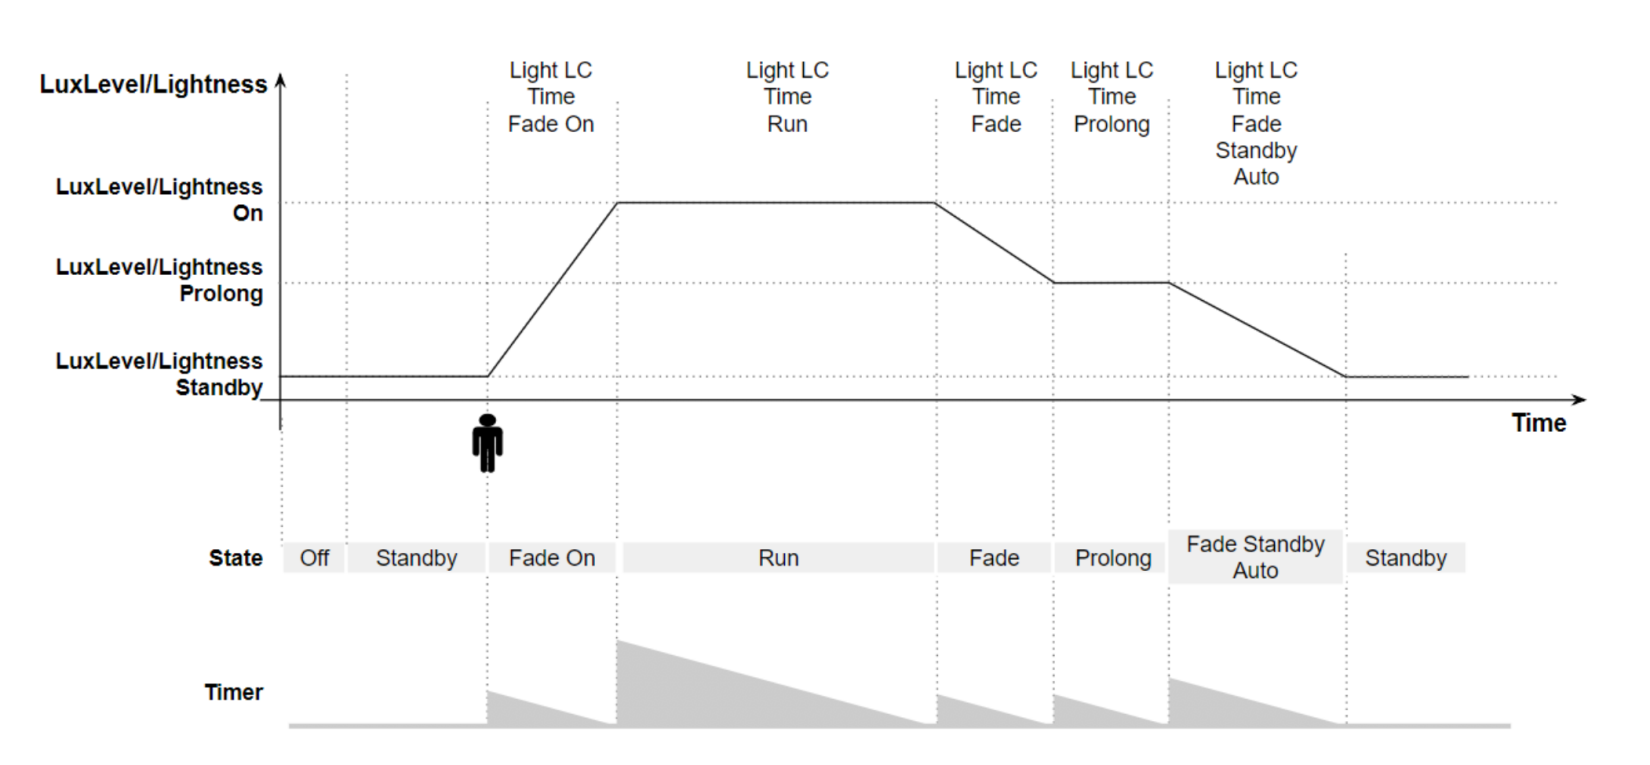 LuxLevel/Lightness
Light LC
Time
Fade On
Light LC
Time
Run
Light LC
Time
Fade
Light LC
Time
Prolong
Light LC
Time
Fade
Standby
Auto
LuxLevel/Lightness
On
LuxLevel/Lightness
Prolong
LuxLevel/Lightness
Standby
Time
State
Off
Standby
Fade On
Run
Fade
Prolong
Fade Standby
Auto
Standby
Timer